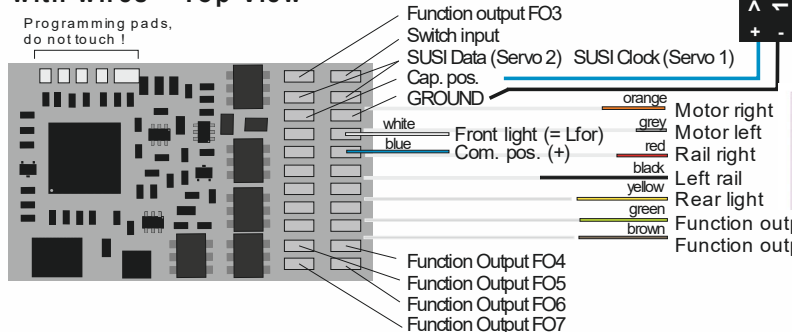 with wires - Top View
Programming pads,
do not touch !
Function output FO3
Switch input
SUSI Data (Servo 2) SUSI Clock (Servo 1)
Cap. pos.
GROUND
+ -
orange Motor right
white
grey Motor left
Front light (= Lfor)
blue
Com. pos. (+)
red Rail right
black Left rail
yellow Rear light
green Function outp
brown Function outp
Function Output FO4
Function Output FO5
Function Output FO6
Function Output FO7